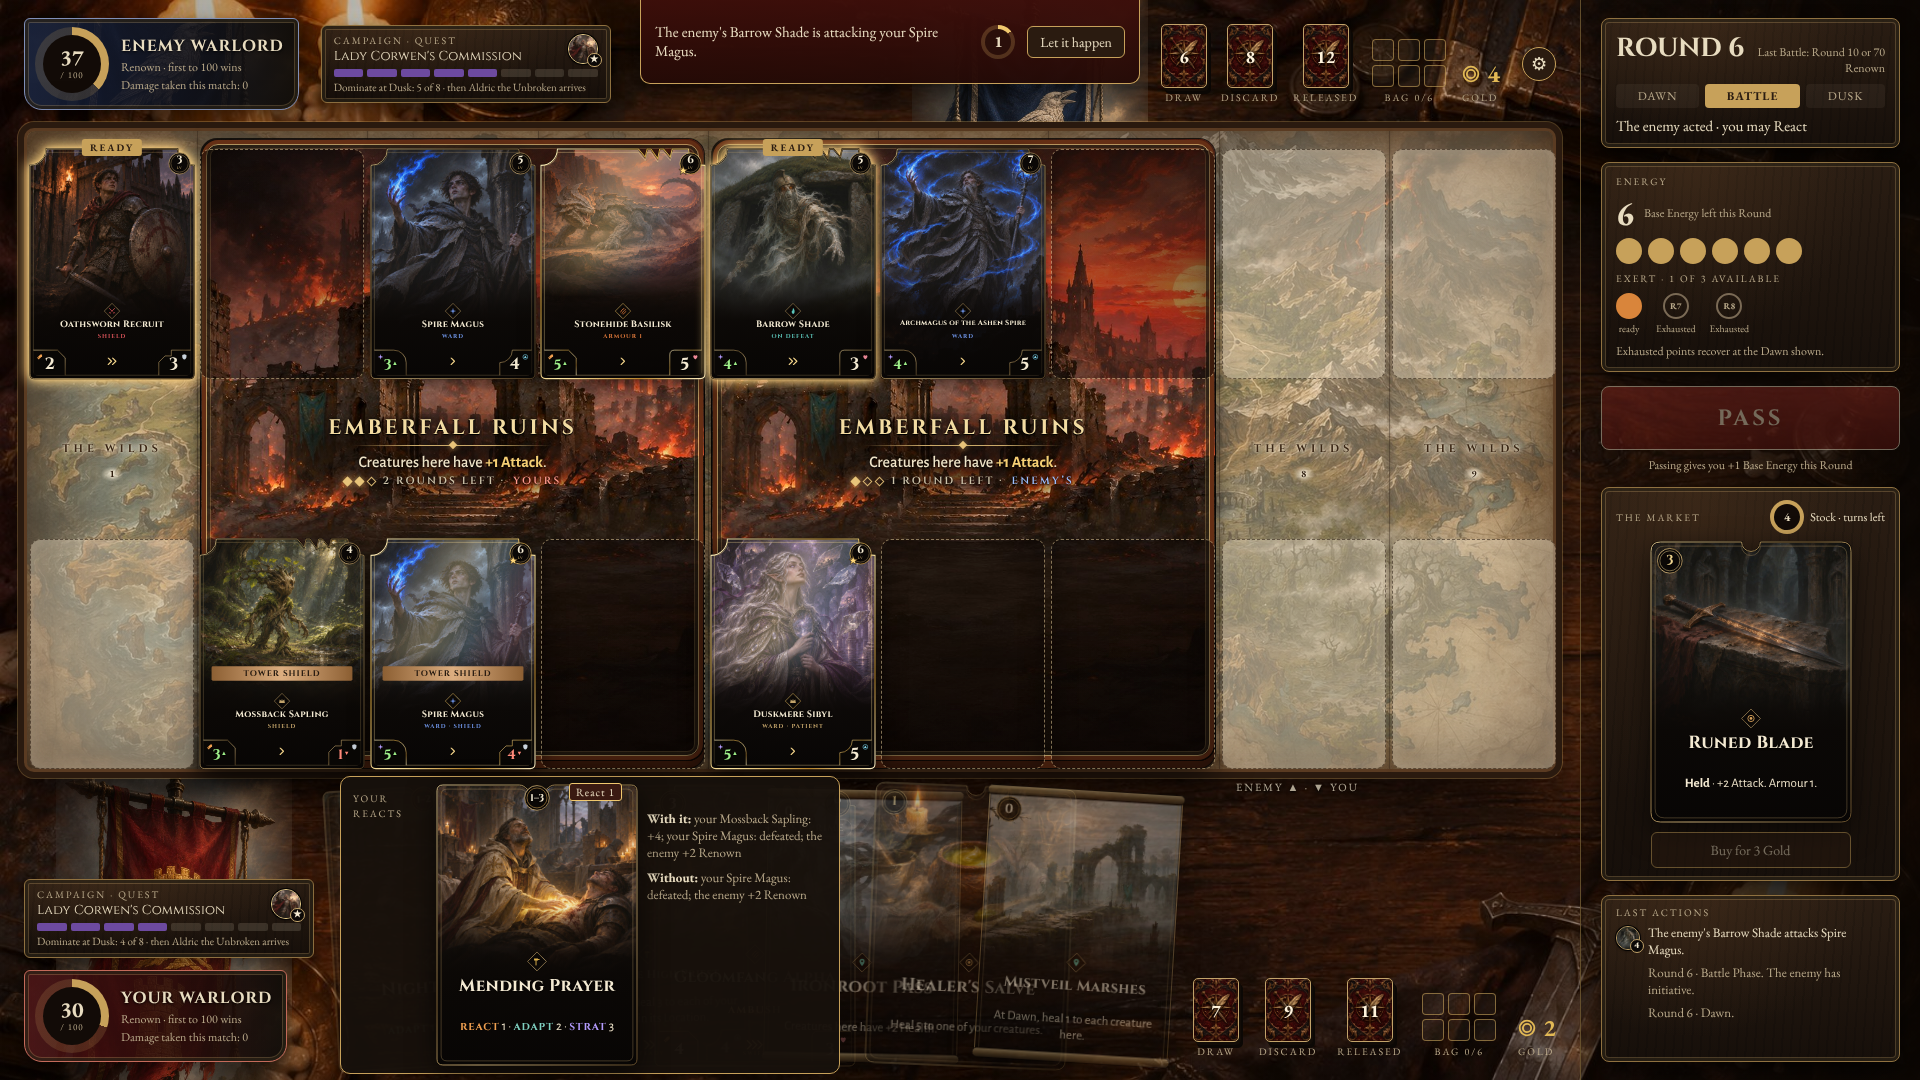 37
/ 100
ENEMY WARLORD
Renown · first to 100 wins
Damage taken this match: 0
CAMPAIGN · QUEST
LADY CORWEN'S COMMISSION
Dominate at Dusk: 5 of 8 · then Aldric the Unbroken arrives
The enemy's Barrow Shade is attacking your Spire
Magus.
1
Let it happen
6
DRAW
8
DISCARD
12
RELEASED
BAG 0/6
4
GOLD
ROUND 6
Last Battle: Round 10 or 70
Renown
DAWN
BATTLE
DUSK
The enemy acted · you may React
ENERGY
6 Base Energy left this Round
EXERT · 1 OF 3 AVAILABLE
R7
R8
ready
Exhausted
Exhausted
Exhausted points recover at the Dawn shown.
PASS
Passing gives you +1 Base Energy this Round
THE MARKET
4
Stock · turns left
3
RUNED BLADE
Held · +2 Attack. Armour 1.
Buy for 3 Gold
LAST ACTIONS
4
The enemy's Barrow Shade attacks Spire
Magus.
Round 6 · Battle Phase. The enemy has
initiative.
Round 6 · Dawn.
READY
3
OATHSWORN RECRUIT
SHIELD
2
3
5
SPIRE MAGUS
WARD
3
4
6
STONEHIDE BASILISK
ARMOUR 1
5
5
READY
5
BARROW SHADE
ON DEFEAT
4
3
7
ARCHMAGUS OF THE ASHEN SPIRE
WARD
4
5
THE WILDS
1
EMBERFALL RUINS
Creatures here have +1 Attack.
2 ROUNDS LEFT · YOURS
EMBERFALL RUINS
Creatures here have +1 Attack.
1 ROUND LEFT · ENEMY'S
THE WILDS
8
THE WILDS
9
4
TOWER SHIELD
MOSSBACK SAPLING
SHIELD
3
1
6
TOWER SHIELD
SPIRE MAGUS
WARD · SHIELD
5
4
6
DUSKMERE SIBYL
WARD · PATIENT
5
5
ENEMY ▲ · ▼ YOU
YOUR
REACTS
1-3
React 1
MENDING PRAYER
REACT 1 · ADAPT 2 · STRAT 3
With it: your Mossback Sapling:
+4; your Spire Magus: defeated; the
enemy +2 Renown
Without: your Spire Magus:
defeated; the enemy +2 Renown
1
HEALER'S SALVE
Heal 5 to one of your creatures.
0
MISTVEIL MARSHES
At Dawn, heal 1 to each creature
here.
CAMPAIGN · QUEST
LADY CORWEN'S COMMISSION
Dominate at Dusk: 4 of 8 · then Aldric the Unbroken arrives
30
/ 100
YOUR WARLORD
Renown · first to 100 wins
Damage taken this match: 0
7
DRAW
9
DISCARD
11
RELEASED
BAG 0/6
2
GOLD